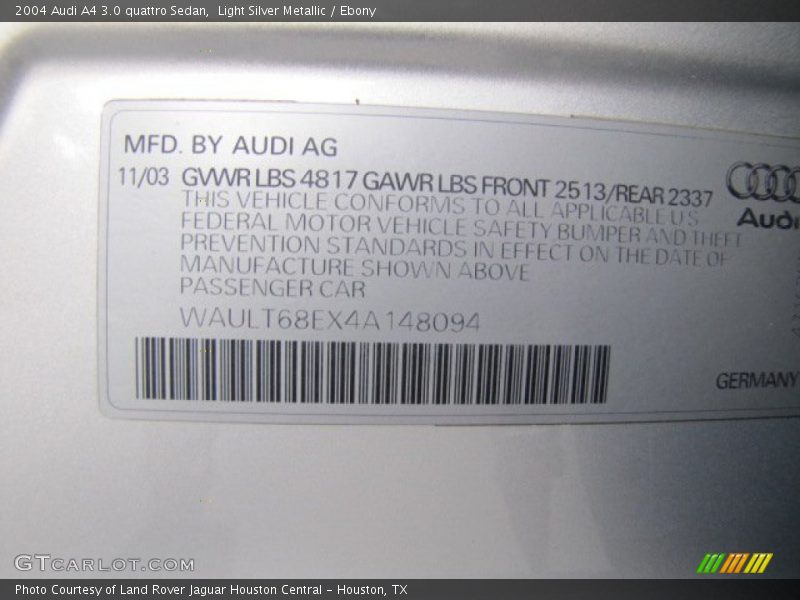 2004 Audi A4 3.0 quattro Sedan,  Light Silver Metallic / Ebony
MFD. BY AUDI AG
11/03 GVWR LBS 4817 GAWR LBS FRONT 2513/REAR 2337
THIS VEHICLE CONFORMS TO ALL APPLICABLE U S
FEDERAL MOTOR VEHICLE SAFETY BUMPER AND THEFT
PREVENTION STANDARDS IN EFFECT ON THE DATE OF
MANUFACTURE SHOWN ABOVE
PASSENGER CAR
WAULT68EX4A148094
Audi
GERMANY
GTCARLOT.COM
Photo Courtesy of Land Rover Jaguar Houston Central - Houston, TX